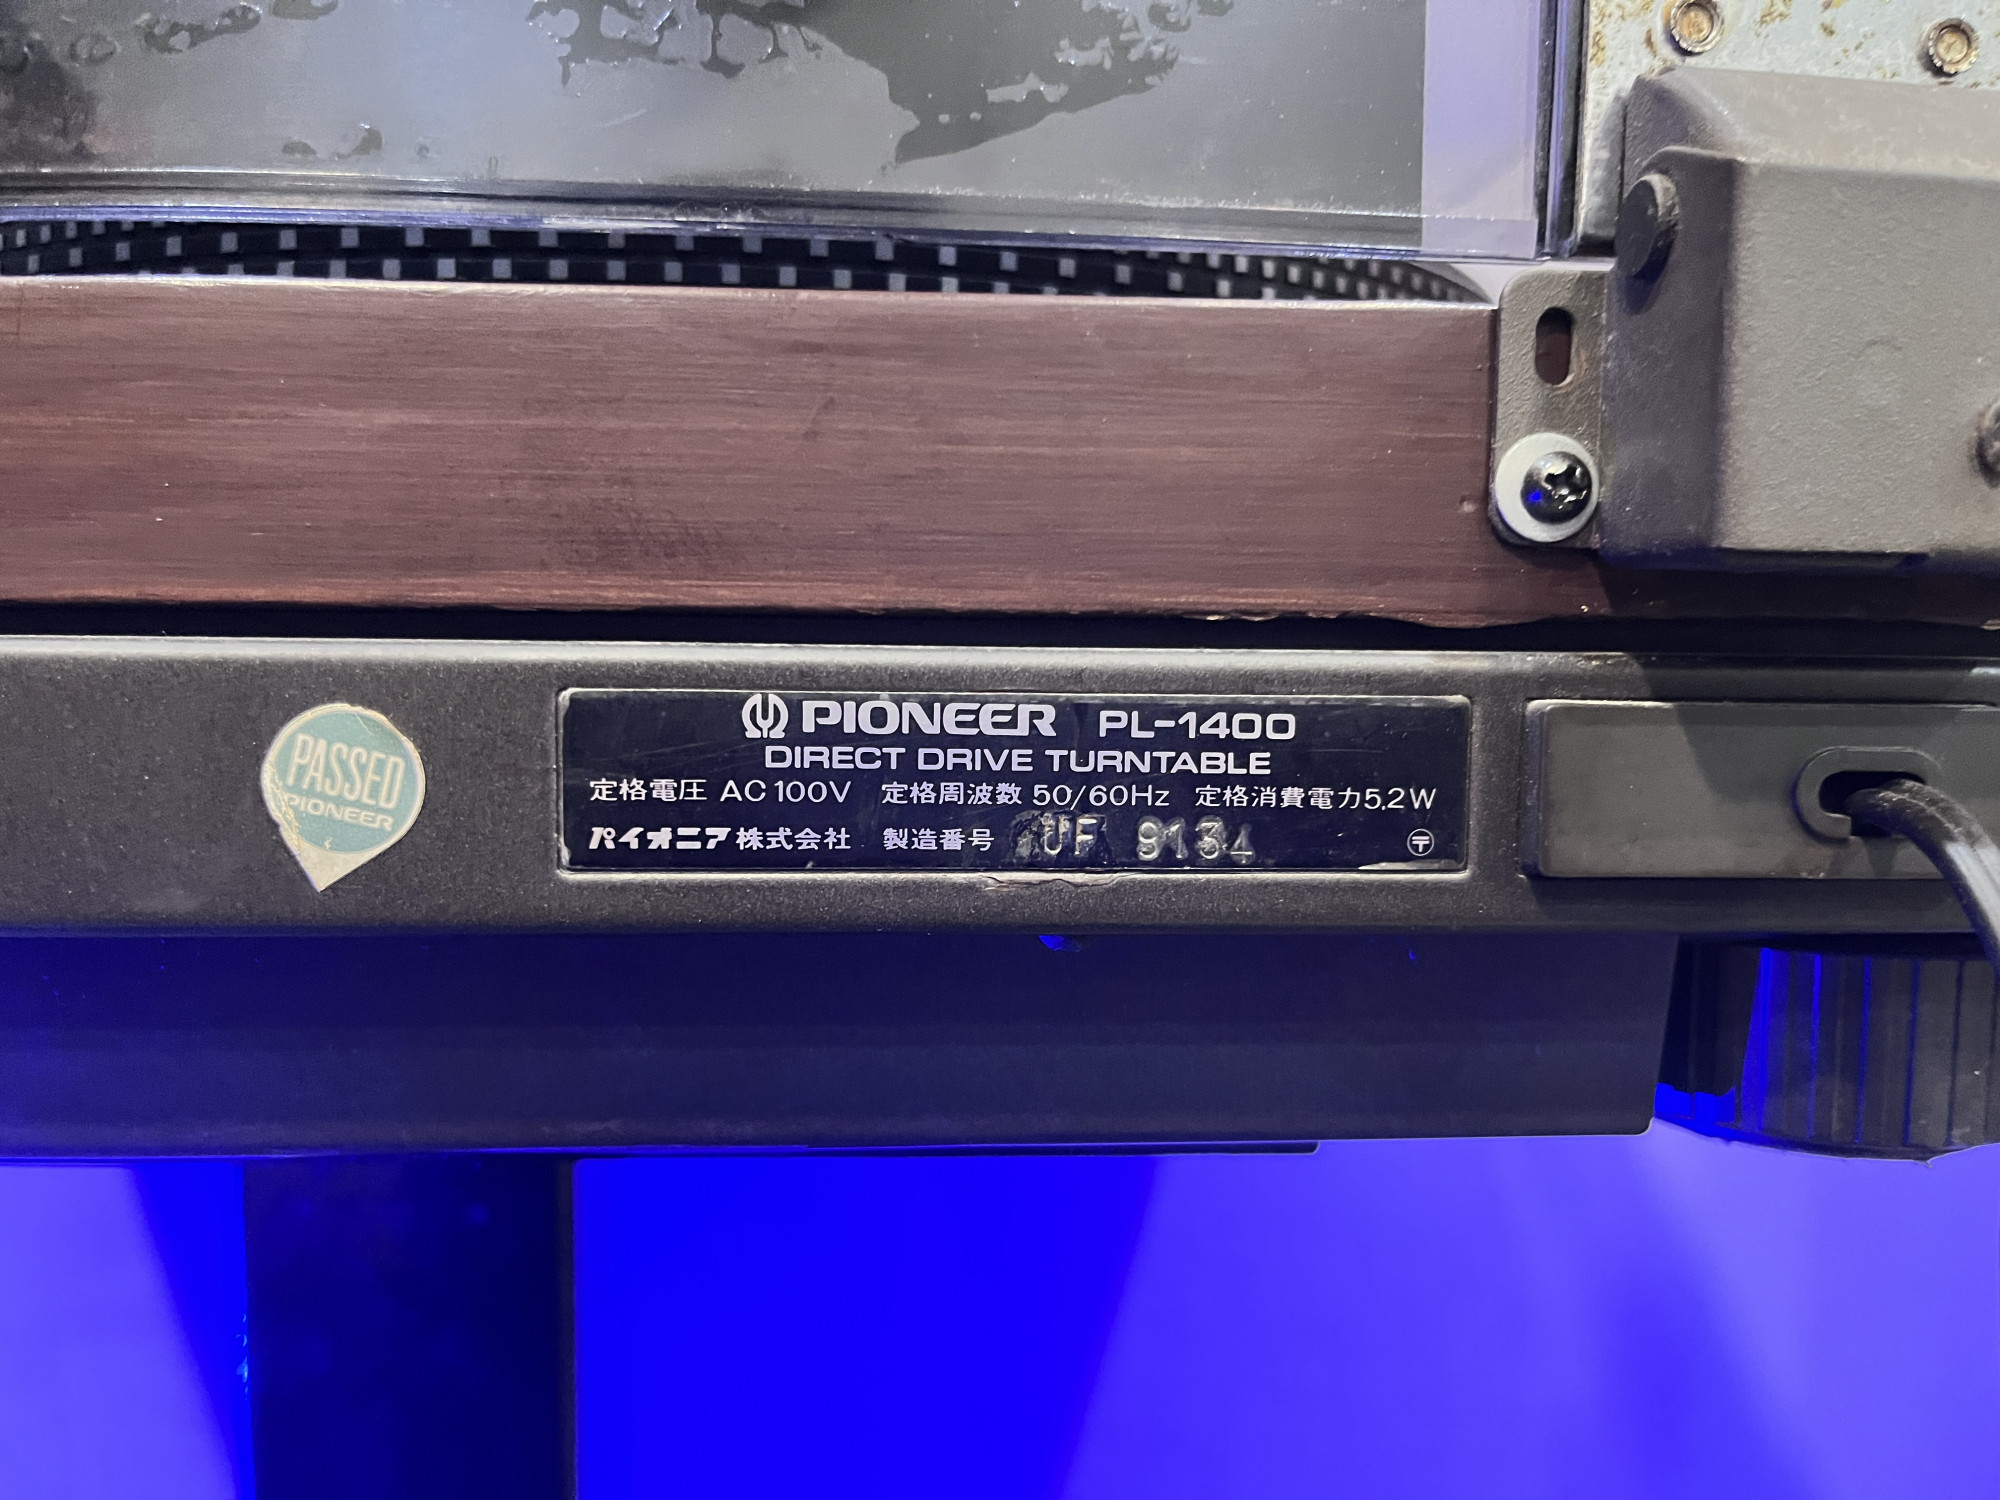 PASSED
PIONEER
PIONEER PL-1400
DIRECT DRIVE TURNTABLE
定格電圧 AC 100V 定格周波数 50/60Hz 定格消費電力5.2W
パイオニア株式会社 製造番号 UF 9134 〒